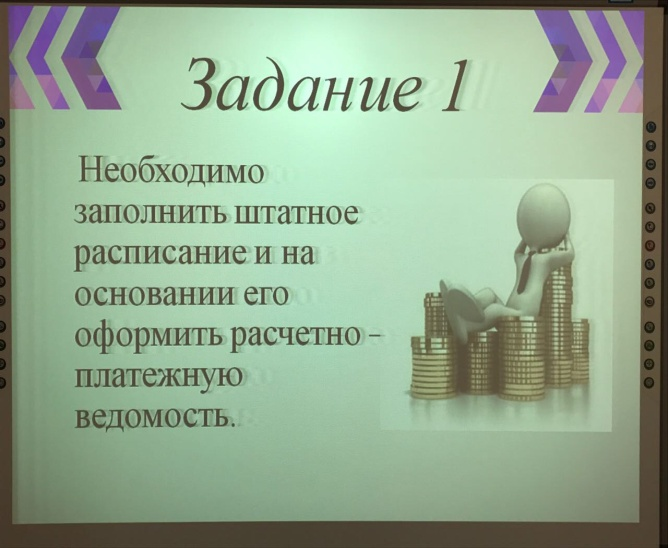 Задание 1
Необходимо
заполнить штатное
расписание и на
основании его
оформить расчетно –
платежную
ведомость.